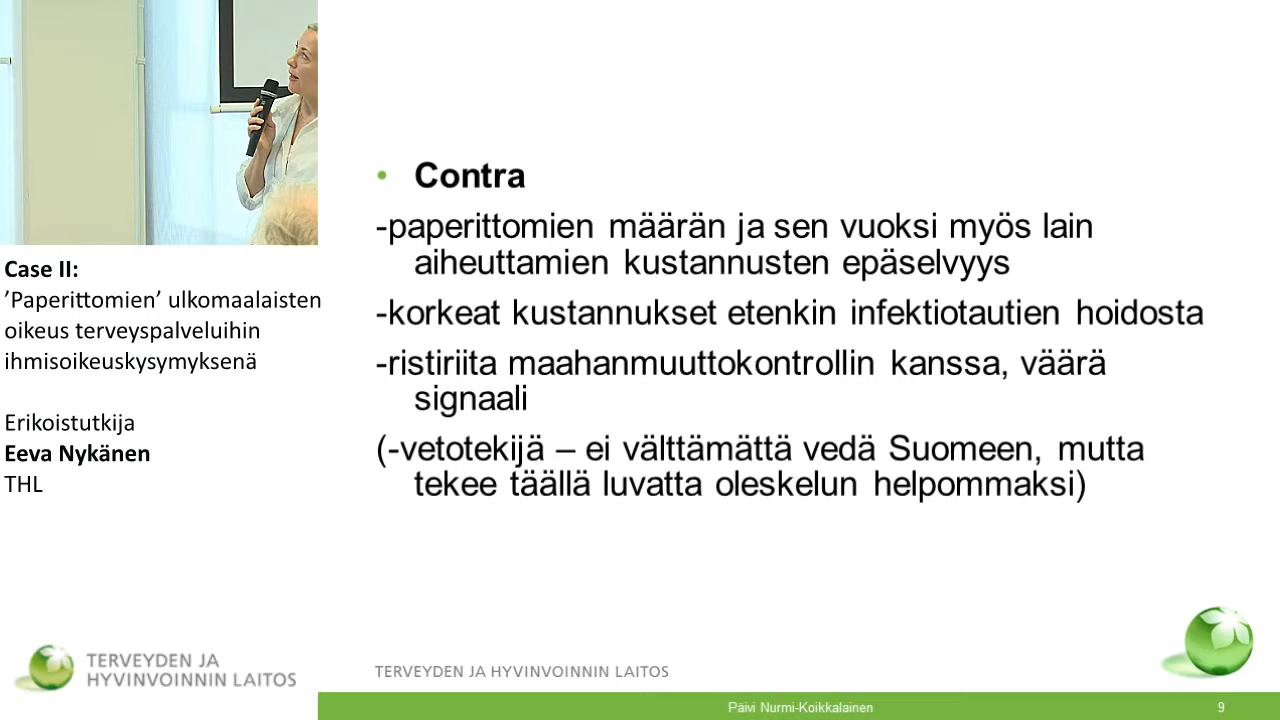 Case II:
’Paperittomien’ ulkomaalaisten
oikeus terveyspalveluihin
ihmisoikeuskysymyksenä
Erikoistutkija
Eeva Nykänen
THL
TERVEYDEN JA
HYVINVOINNIN LAITOS
• Contra
-paperittomien määrän ja sen vuoksi myös lain
aiheuttamien kustannusten epäselvyys
-korkeat kustannukset etenkin infektiotautien hoidosta
-ristiriita maahanmuuttokontrollin kanssa, väärä
signaali
(-vetotekijä – ei välttämättä vedä Suomeen, mutta
tekee täällä luvatta oleskelun helpommaksi)
TERVEYDEN JA HYVINVOINNIN LAITOS
Päivi Nurmi-Koikkalainen
9